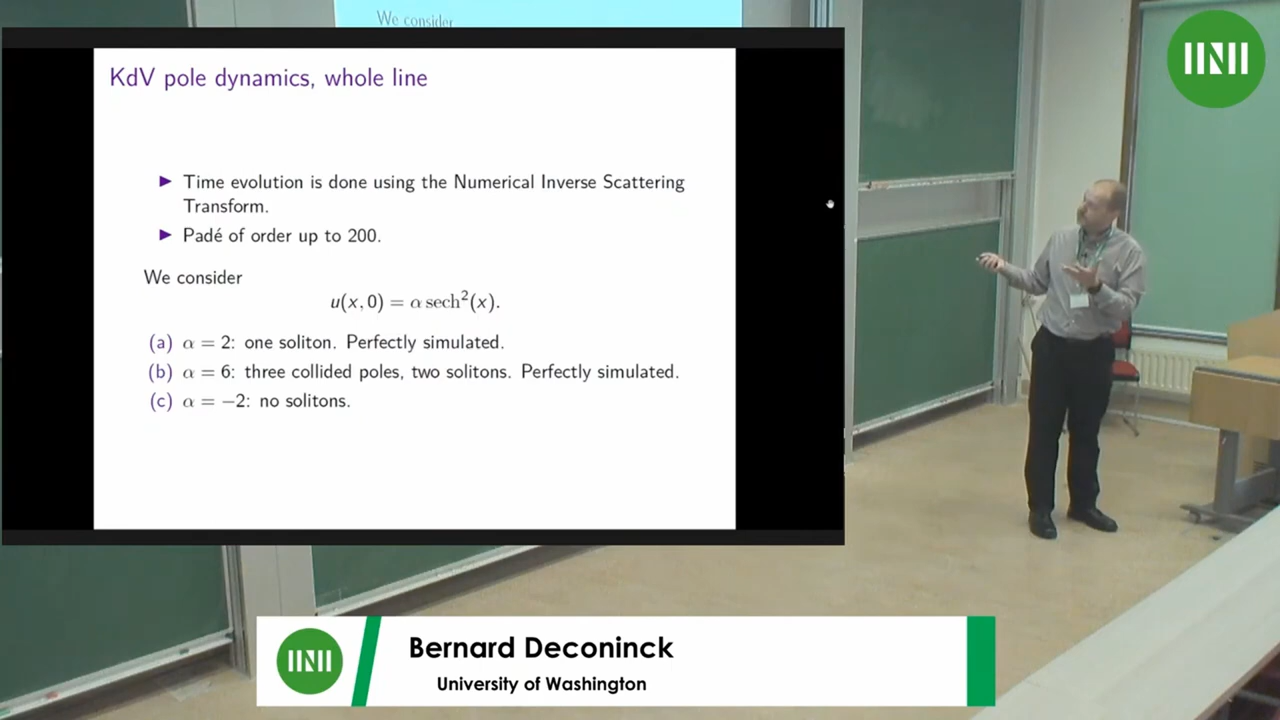 We consider
KdV pole dynamics, whole line
▶ Time evolution is done using the Numerical Inverse Scattering
Transform.
▶ Padé of order up to 200.
We consider
u(x, 0) = α sech²(x).
(a) α = 2: one soliton. Perfectly simulated.
(b) α = 6: three collided poles, two solitons. Perfectly simulated.
(c) α = −2: no solitons.
Bernard Deconinck
University of Washington